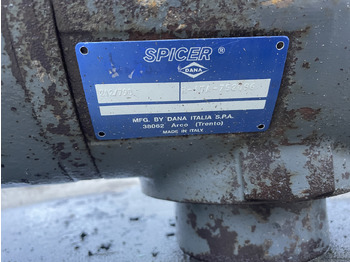 SPICER®
DANA
MFG. BY DANA ITALIA S.P.A.
38062 Arco (Trento)
MADE IN ITALY